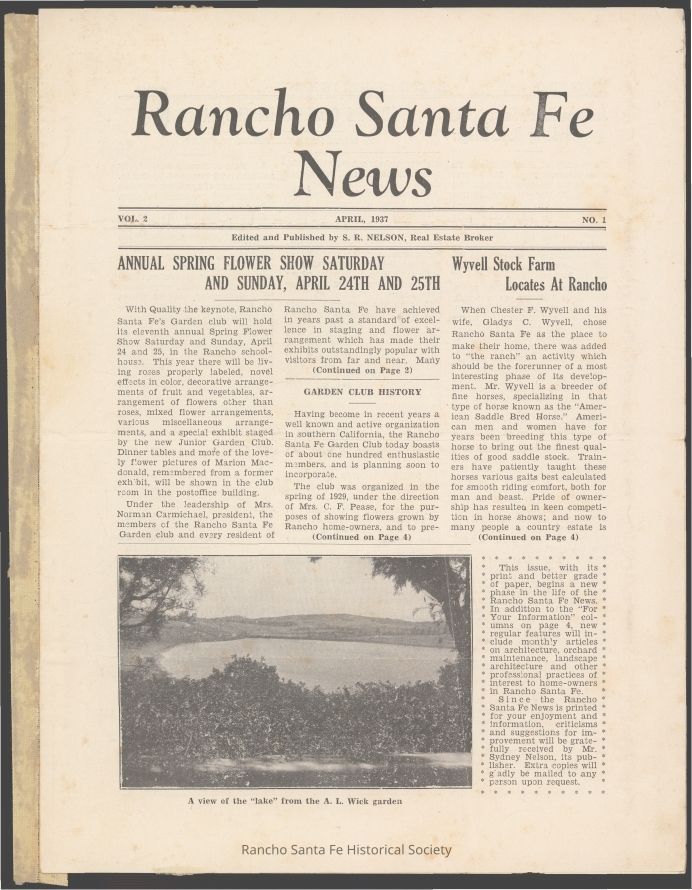 Rancho Santa Fe
News
VOL. 2
APRIL, 1937
NO. 1
Edited and Published by S. R. NELSON, Real Estate Broker
ANNUAL SPRING FLOWER SHOW SATURDAY
AND SUNDAY, APRIL 24TH AND 25TH
With Quality the keynote, Rancho
Santa Fe's Garden club will hold
its eleventh annual Spring Flower
Show Saturday and Sunday, April
24 and 25, in the Rancho school-
house. This year there will be liv-
ing roses properly labeled, novel
effects in color, decorative arrange-
ments of fruit and vegetables, ar-
rangement of flowers other than
roses, mixed flower arrangements,
various miscellaneous arrange-
ments, and a special exhibit staged
by the new Junior Garden Club.
Dinner tables and more of the love-
ly flower pictures of Marion Mac-
donald, remembered from a former
exhibit, will be shown in the club
room in the postoffice building.
Under the leadership of Mrs.
Norman Carmichael, president, the
members of the Rancho Santa Fe
Garden club and every resident of
Rancho Santa Fe have achieved
in years past a standard of excel-
lence in staging and flower ar-
rangement which has made their
exhibits outstandingly popular with
visitors from far and near. Many
(Continued on Page 2)
GARDEN CLUB HISTORY
Having become in recent years a
well known and active organization
in southern California, the Rancho
Santa Fe Garden Club today boasts
of about one hundred enthusiastic
members, and is planning soon to
incorporate.
The club was organized in the
spring of 1929, under the direction
of Mrs. C. F. Pease, for the pur-
poses of showing flowers grown by
Rancho home-owners, and to pre-
(Continued on Page 4)
Wyvell Stock Farm
Locates At Rancho
When Chester F. Wyvell and his
wife, Gladys C. Wyvell, chose
Rancho Santa Fe as the place to
make their home, there was added
to "the ranch" an activity which
should be the forerunner of a most
interesting phase of its develop-
ment. Mr. Wyvell is a breeder of
fine horses, specializing in that
type of horse known as the "Amer-
ican Saddle Bred Horse." Ameri-
can men and women have for
years been breeding this type of
horse to bring out the finest qual-
ities of good saddle stock. Train-
ers have patiently taught these
horses various gaits best calculated
for smooth riding comfort, both for
man and beast. Pride of owner-
ship has resulted in keen competi-
tion in horse shows; and now to
many people a country estate is
(Continued on Page 4)
A view of the "lake" from the A. L. Wick garden
This issue, with its
print and better grade
of paper, begins a new
phase in the life of the
Rancho Santa Fe News.
In addition to the "For
Your Information" col-
umns on page 4, new
regular features will in-
clude monthly articles
on architecture, orchard
maintenance, landscape
architecture and other
professional practices of
interest to home-owners
in Rancho Santa Fe.
Since the Rancho
Santa Fe News is printed
for your enjoyment and
information, criticisms
and suggestions for im-
provement will be grate-
fully received by Mr.
Sydney Nelson, its pub-
lisher. Extra copies will
gladly be mailed to any
person upon request.
Rancho Santa Fe Historical Society